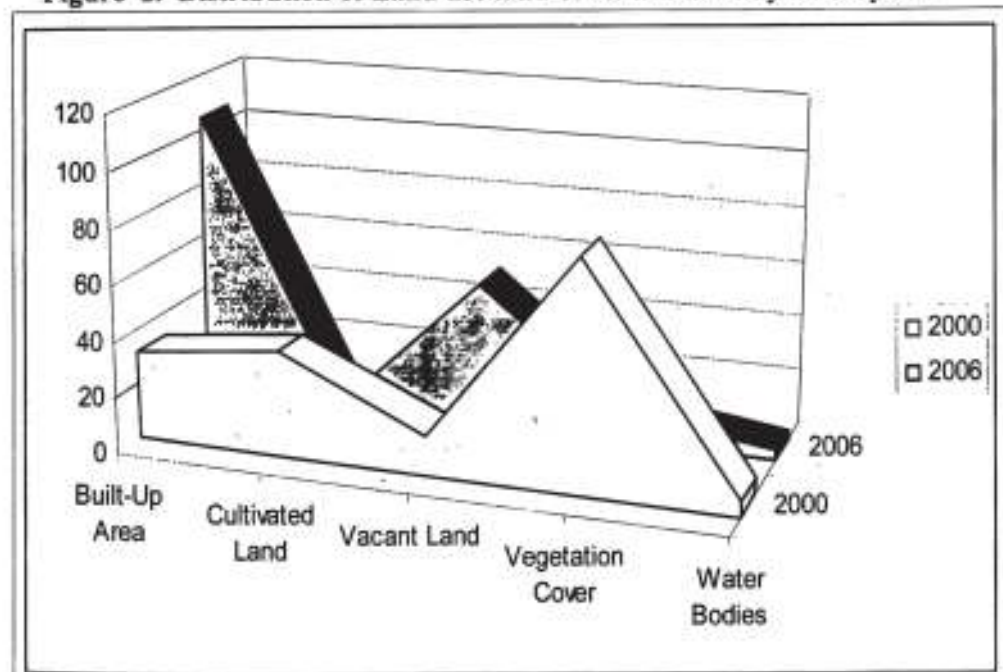 120
100
80
60
40
20
0
Built-Up
Area
Cultivated
Land
Vacant Land
Vegetation
Cover
Water
Bodies
2000
2006
2000
2006